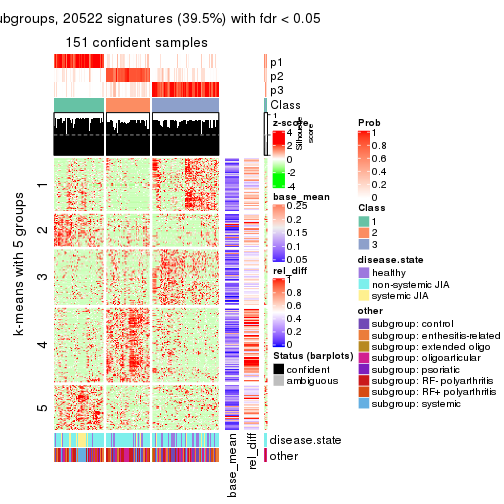 ubgroups, 20522 signatures (39.5%) with fdr < 0.05
151 confident samples
p1
p2
p3
Class
1
Silhouette
score
k-means with 5 groups
1
2
3
4
5
disease.state
other
base_mean
rel_diff
z-score
4
2
0
-2
-4
base_mean
0.25
0.2
0.15
0.1
0.05
rel_diff
1
0.8
0.6
0.4
0.2
0
Status (barplots)
confident
ambiguous
Prob
1
0.8
0.6
0.4
0.2
0
Class
1
2
3
disease.state
healthy
non-systemic JIA
systemic JIA
other
subgroup: control
subgroup: enthesitis-related
subgroup: extended oligo
subgroup: oligoarticular
subgroup: psoriatic
subgroup: RF- polyarthritis
subgroup: RF+ polyarthritis
subgroup: systemic